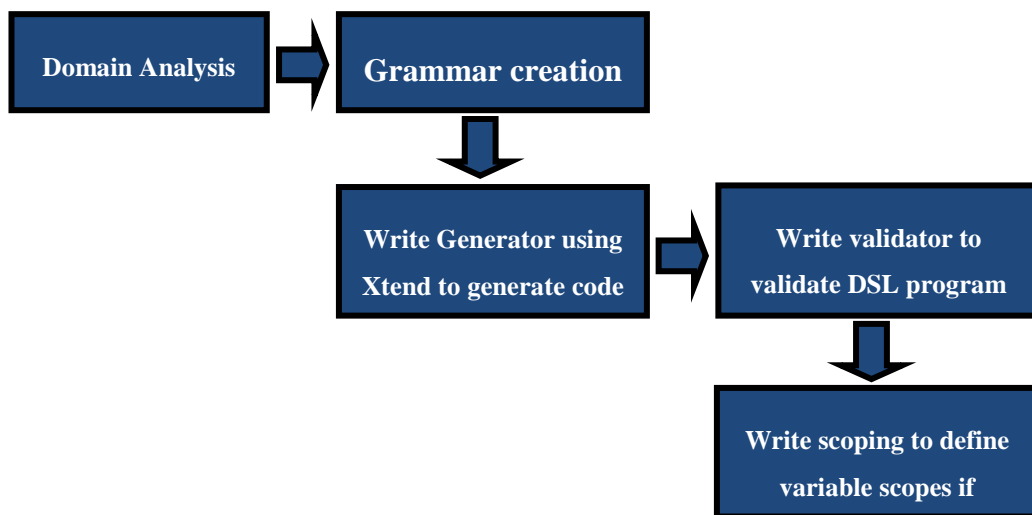 Domain Analysis
Grammar creation
Write Generator using
Xtend to generate code
Write validator to
validate DSL program
Write scoping to define
variable scopes if